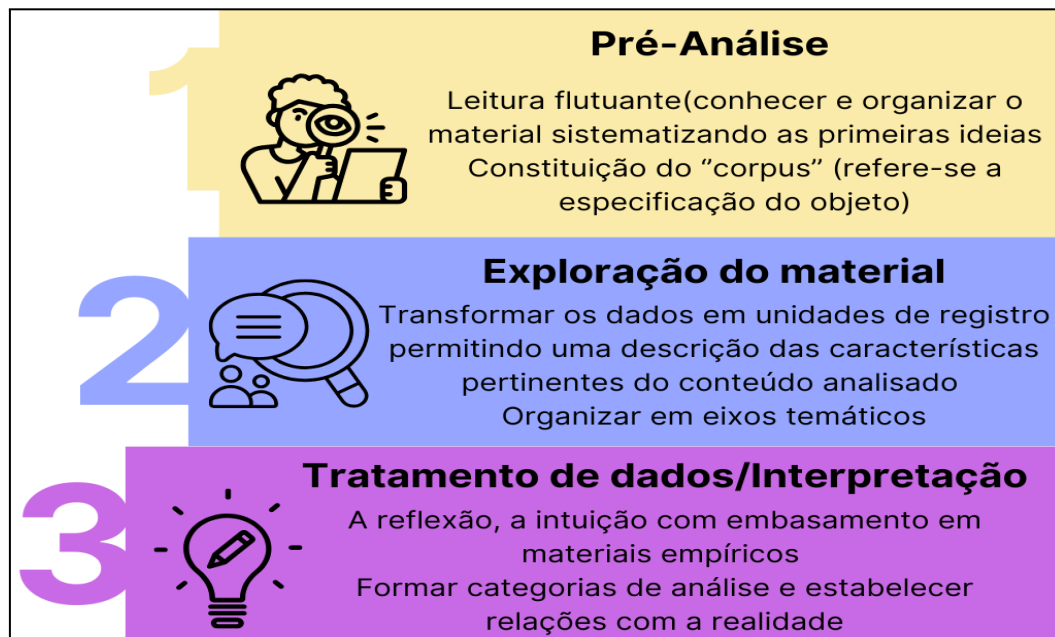 1
Pré-Análise
Leitura flutuante(conhecer e organizar o
material sistematizando as primeiras ideias
Constituição do “corpus” (refere-se a
especificação do objeto)
2
Exploração do material
Transformar os dados em unidades de registro
permitindo uma descrição das características
pertinentes do conteúdo analisado
Organizar em eixos temáticos
3
Tratamento de dados/Interpretação
A reflexão, a intuição com embasamento em
materiais empíricos
Formar categorias de análise e estabelecer
relações com a realidade